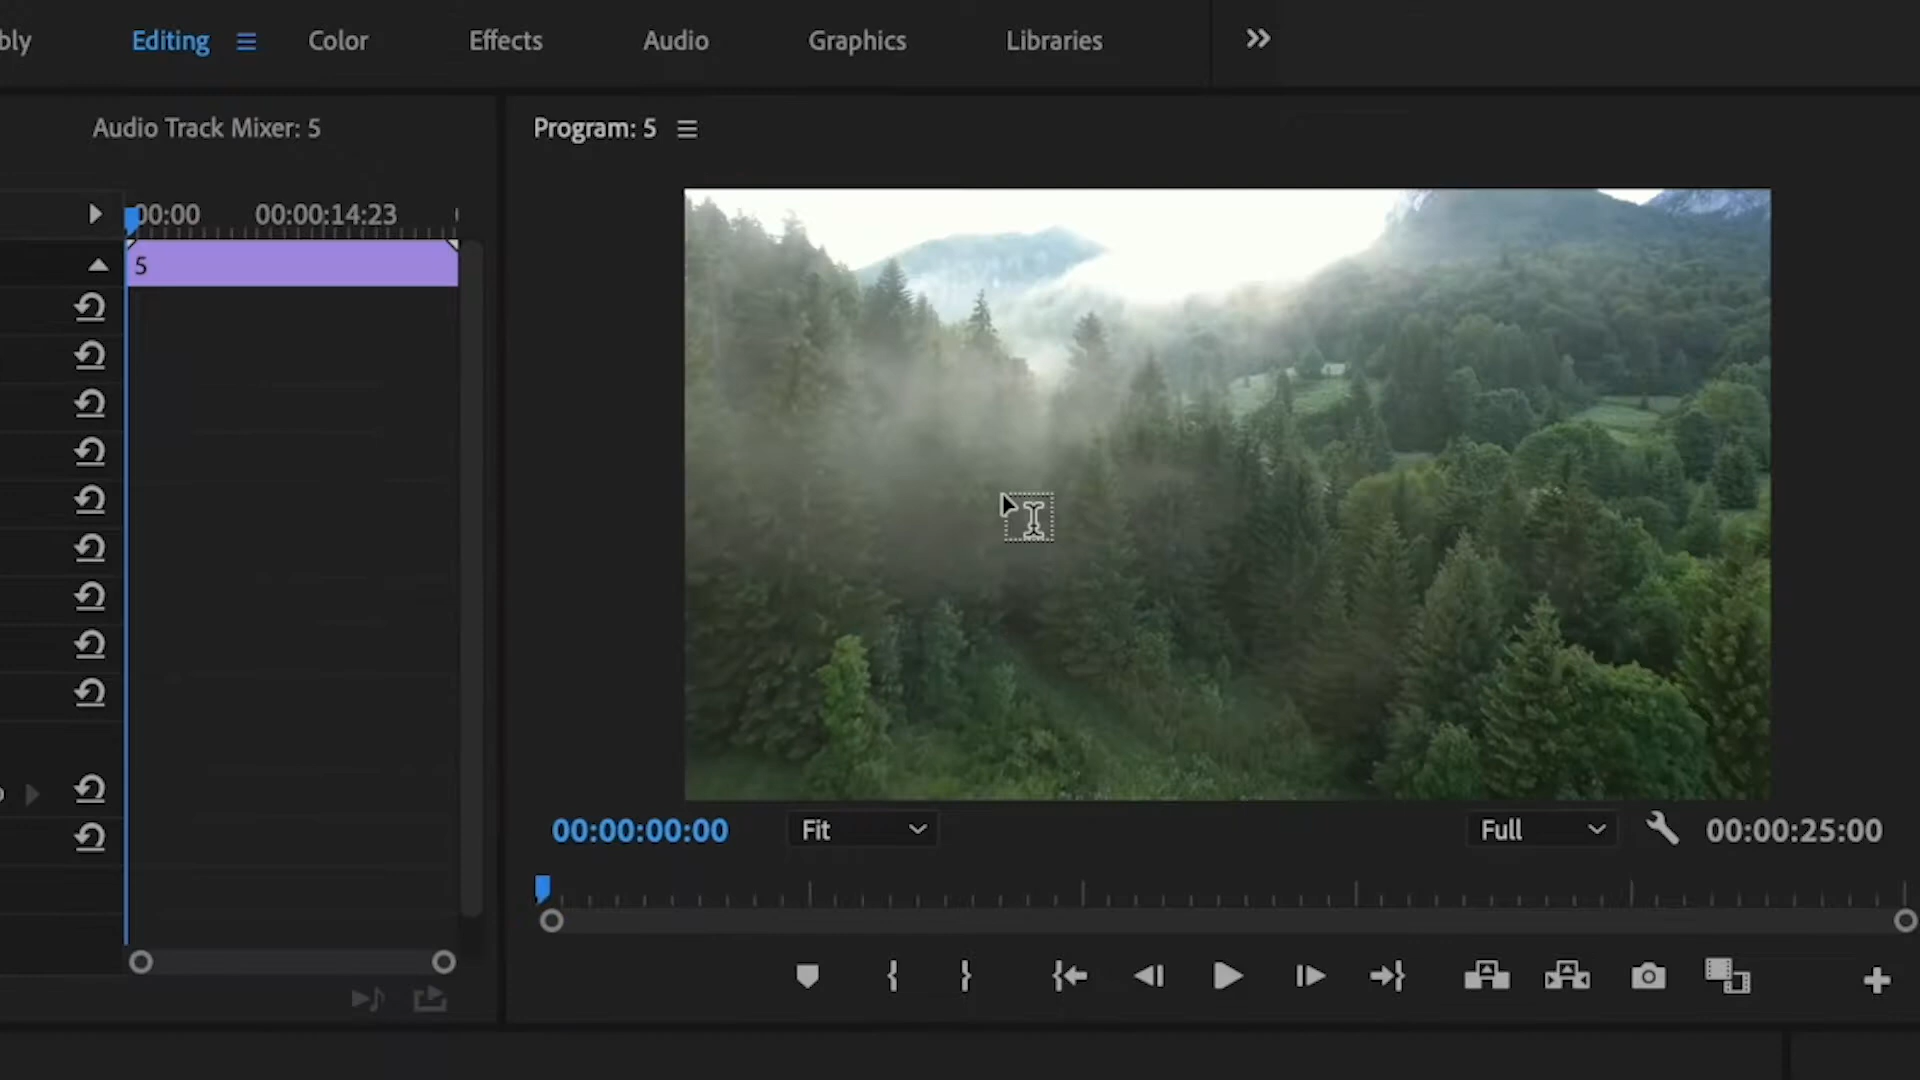 bly Editing Color Effects Audio Graphics Libraries
Audio Track Mixer: 5
Program: 5
00:00 00:00:14:23
5
00:00:00:00 Fit Full 00:00:25:00